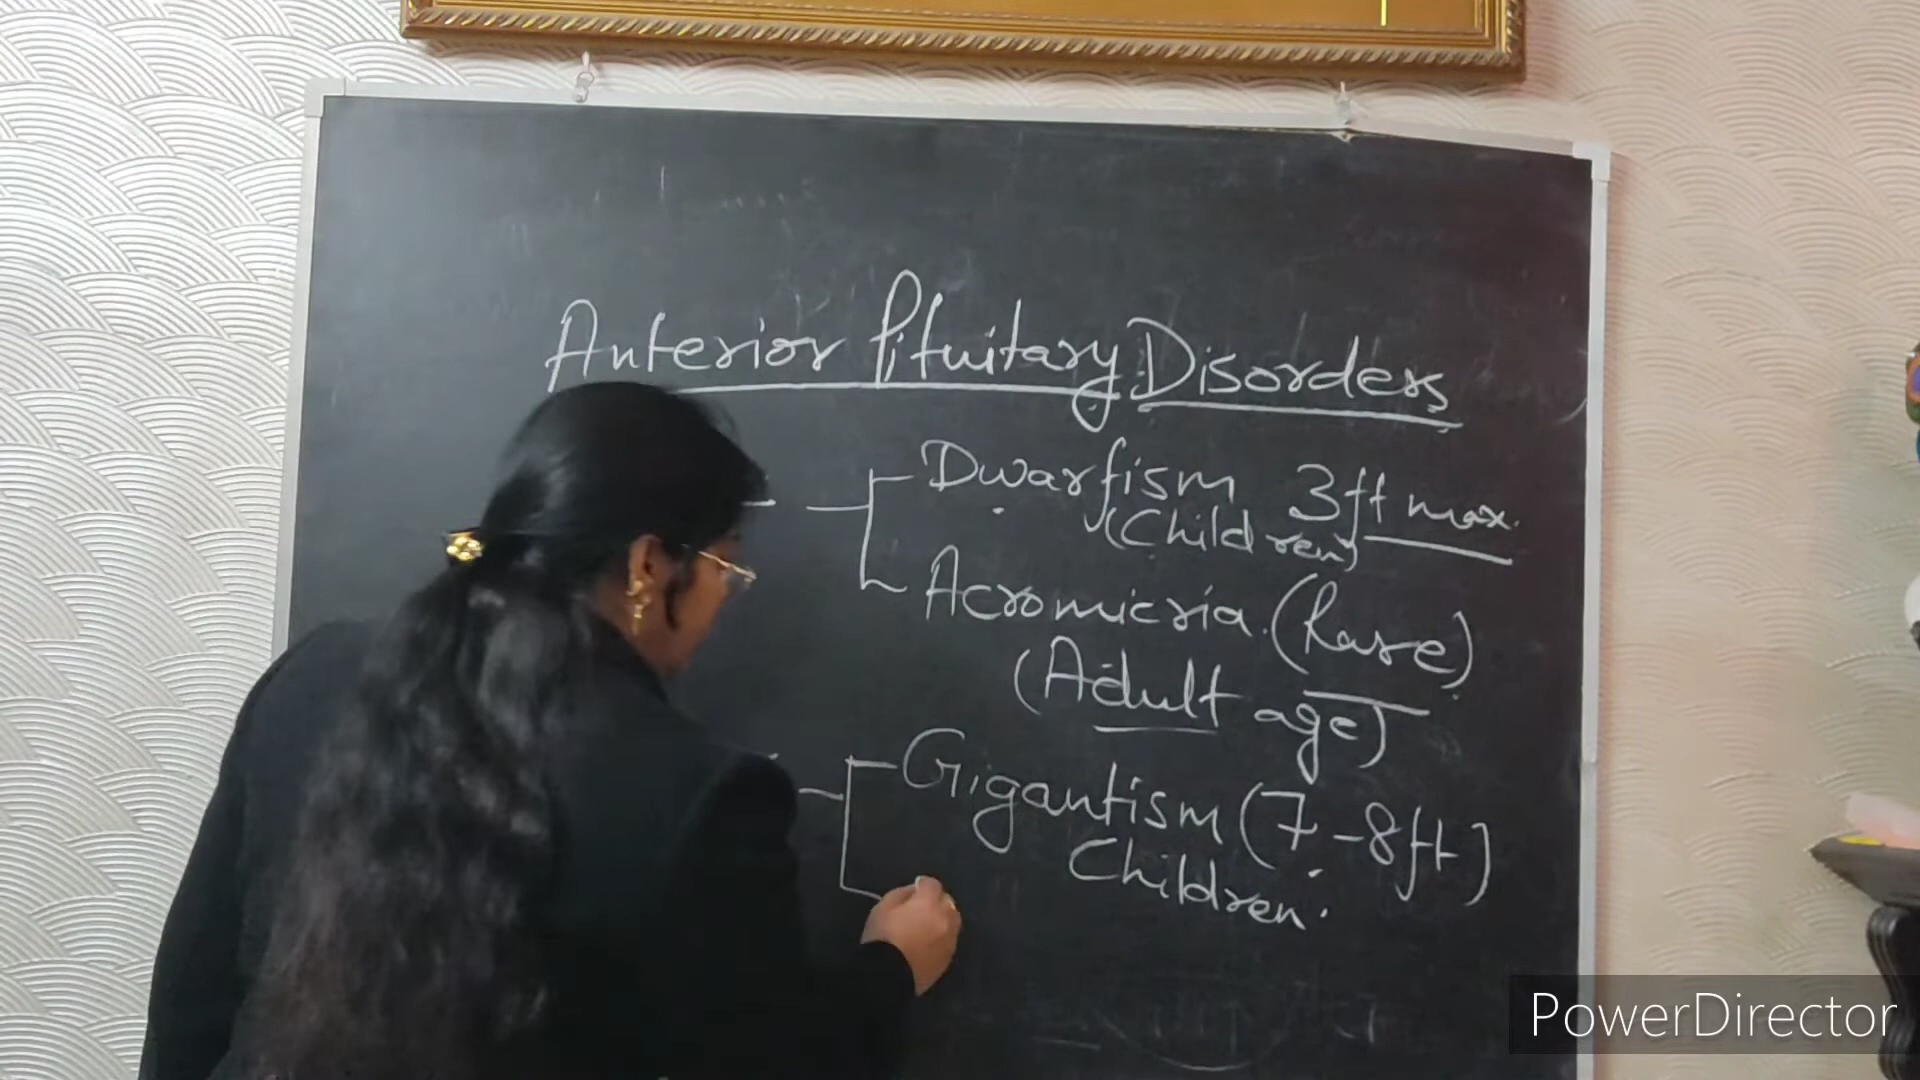 Anterior Pituitary Disorders
Dwarfism 3ft max.
(Children)
Acromicria. (Rare)
(Adult age)
Gigantism (7-8ft)
Children.
PowerDirector